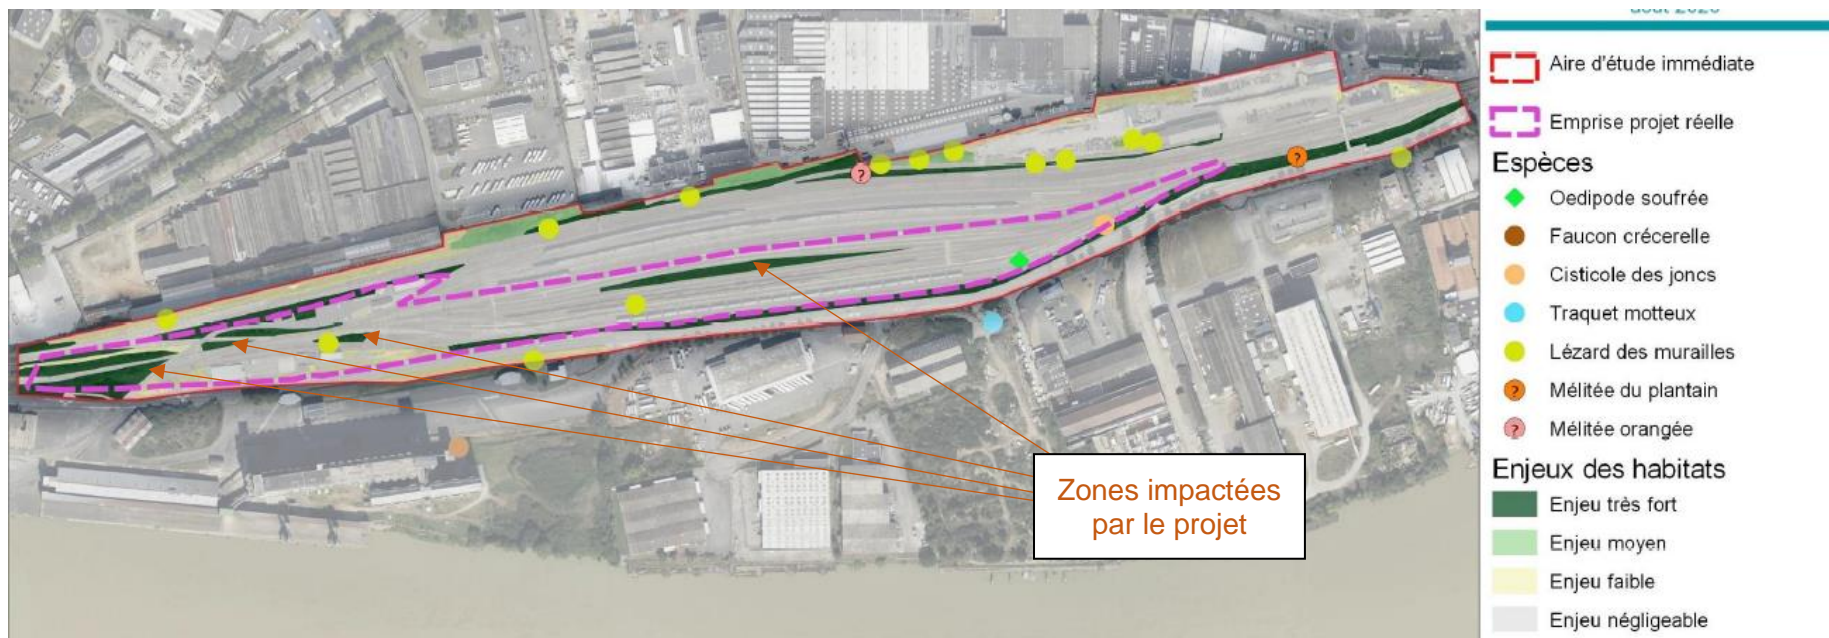 août 2020
Aire d'étude immédiate
Emprise projet réelle
Espèces
Oedipode soufrée
Faucon crécerelle
Cisticole des joncs
Traquet motteux
Lézard des murailles
? Mélitée du plantain
? Mélitée orangée
Enjeux des habitats
Enjeu très fort
Enjeu moyen
Enjeu faible
Enjeu négligeable
?
?
Zones impactées
par le projet